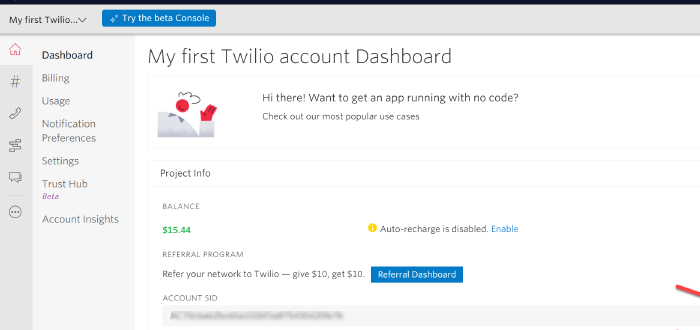 My first Twilio...
Try the beta Console
Dashboard
Billing
Usage
Notification
Preferences
Settings
Trust Hub
Beta
Account Insights
My first Twilio account Dashboard
Hi there! Want to get an app running with no code?
Check out our most popular use cases
Project Info
BALANCE
$15.44
Auto-recharge is disabled. Enable
REFERRAL PROGRAM
Refer your network to Twilio — give $10, get $10. Referral Dashboard
ACCOUNT SID